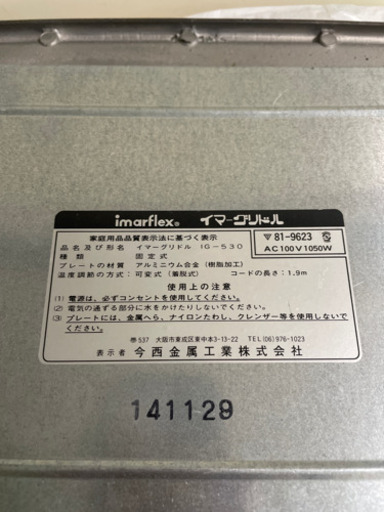 imarflex® イマーグリドル
家庭用品品質表示法に基づく表示
品名及び形名 イマーグリドル IG-530
種類 固定式
プレートの材質 アルミニウム合金(樹脂加工)
温度調節の方式:可変式(着脱式) コードの長さ:1.9m
▽81-9623
AC100V1050W
使用上の注意
(1) 電源は、必ずコンセントを使用してください。
(2) 電気の通ずる部分に水をかけたりしないでください。
(3) プレートには、金属へら、ナイロンたわし、クレンザー等を使用しないでください。
〒537 大阪市東成区東中本3-13-22 TEL(06)976-1023
表示者 今西金属工業株式会社
141129